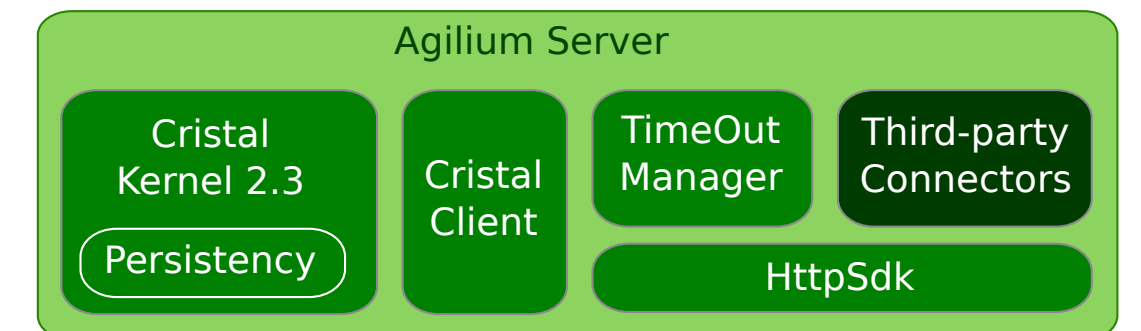 Agilium Server
Cristal
Kernel 2.3
Persistency
Cristal
Client
TimeOut
Manager
Third-party
Connectors
HttpSdk